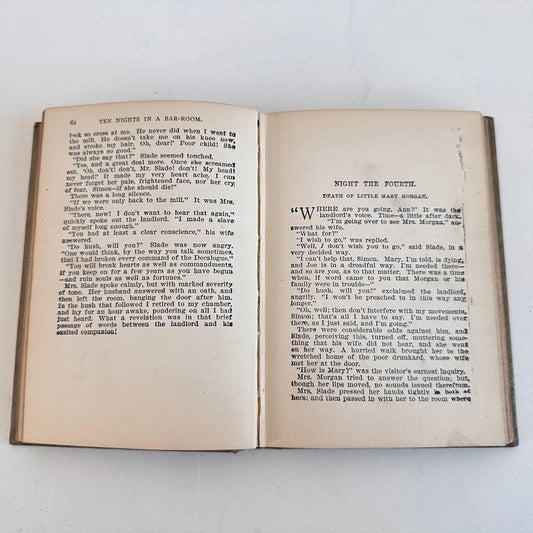 62 TEN NIGHTS IN A BAR-ROOM.
look so cross at me. He never did when I went to
the mill. He doesn't take me on his knee now,
and stroke my hair. Oh, dear!' Poor child! She
was always so good."
"Did she say that?" Slade seemed touched.
"Yes, and a great deal more. Once she screamed
out, 'Oh, don't! don't, Mr. Slade! don't! My head!
my head!' It made my very heart ache. I can
never forget her pale, frightened face, nor her cry
of fear. Simon—if she should die!"
There was a long silence.
"If we were only back to the mill." It was Mrs.
Slade's voice.
"There, now! I don't want to hear that again,"
quickly spoke out the landlord. "I made a slave
of myself long enough."
"You had at least a clear conscience," his wife
answered.
"Do hush, will you?" Slade was now angry.
"One would think, by the way you talk sometimes,
that I had broken every command of the Decalogue."
"You will break hearts as well as commandments,
if you keep on for a few years as you have begun
—and ruin souls as well as fortunes."
Mrs. Slade spoke calmly, but with marked severity
of tone. Her husband answered with an oath, and
then left the room, banging the door after him.
In the hush that followed I retired to my chamber,
and lay for an hour awake, pondering on all I had
just heard. What a revelation was in that brief
passage of words between the landlord and his
excited companion!
NIGHT THE FOURTH.
DEATH OF LITTLE MARY MORGAN.
"WHERE are you going, Ann?" It was the
landlord's voice. Time—a little after dark.
"I'm going over to see Mrs. Morgan," an-
swered his wife.
"What for?"
"I wish to go," was replied.
"Well, I don't wish you to go," said Slade, in a
very decided way.
"I can't help that, Simon. Mary, I'm told, is dying,
and Joe is in a dreadful way. I'm needed there—
and so are you, as to that matter. There was a time
when, if word came to you that Morgan or his
family were in trouble—"
"Do hush, will you!" exclaimed the landlord,
angrily. "I won't be preached to in this way any
longer."
"Oh, well; then don't interfere with my movements,
Simon; that's all I have to say. I'm needed over
there, as I just said, and I'm going."
There were considerable odds against him, and
Slade, perceiving this, turned off, muttering some-
thing that his wife did not hear, and she went
on her way. A hurried walk brought her to the
wretched home of the poor drunkard, whose wife
met her at the door.
"How is Mary?" was the visitor's earnest inquiry.
Mrs. Morgan tried to answer the question; but,
though her lips moved, no sounds issued therefrom.
Mrs. Slade pressed her hands tightly in both of
hers; and then passed in with her to the room where